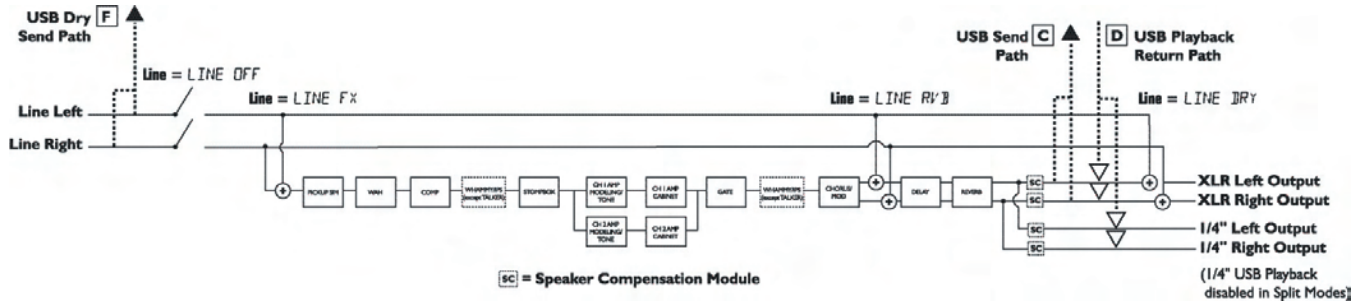 USB Dry F
Send Path
USB Send C
Path
D USB Playback
Return Path
Line = LINE OFF
Line = LINE FX
Line = LINE RVB
Line = LINE DRY
Line Left
Line Right
PICKUP SIM
WAH
COMP
WHAMMY/IPS
(except TALKER)
STOMPBOX
CH 1 AMP
MODELING/
TONE
CH 1 AMP
CABINET
CH 2 AMP
MODELING/
TONE
CH 2 AMP
CABINET
GATE
WHAMMY/IPS
(except TALKER)
CHORUS/
MOD
DELAY
REVERB
SC
SC
SC
SC
XLR Left Output
XLR Right Output
1/4" Left Output
1/4" Right Output
(1/4" USB Playback
disabled in Split Modes)
SC = Speaker Compensation Module